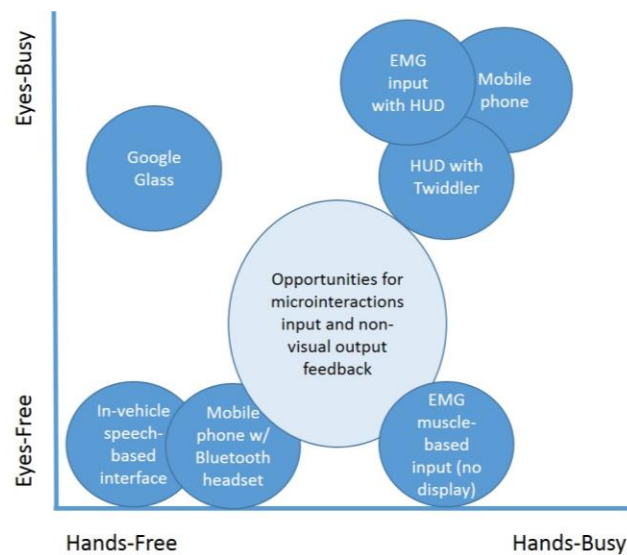 Eyes-Busy
EMG
input
with HUD
Mobile
phone
Google
Glass
HUD with
Twiddler
Opportunities for
microinteractions
input and non-
visual output
feedback
Eyes-Free
In-vehicle
speech-
based
interface
Mobile
phone w/
Bluetooth
headset
EMG
muscle-
based
input (no
display)
Hands-Free
Hands-Busy